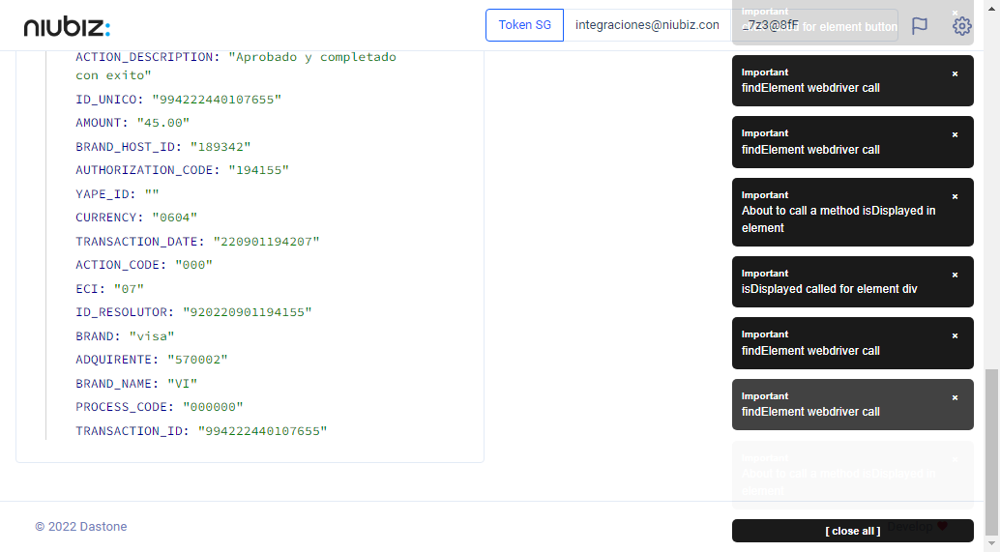 niubiz:
Token SG
integraciones@niubiz.con
7z3@8fF
ACTION_DESCRIPTION: "Aprobado y completado
con exito"
ID_UNICO: "994222440107655"
AMOUNT: "45.00"
BRAND_HOST_ID: "189342"
AUTHORIZATION_CODE: "194155"
YAPE_ID: ""
CURRENCY: "0604"
TRANSACTION_DATE: "220901194207"
ACTION_CODE: "000"
ECI: "07"
ID_RESOLUTOR: "920220901194155"
BRAND: "visa"
ADQUIRENTE: "570002"
BRAND_NAME: "VI"
PROCESS_CODE: "000000"
TRANSACTION_ID: "994222440107655"
© 2022 Dastone
Important
for element button
Important
findElement webdriver call
Important
findElement webdriver call
Important
About to call a method isDisplayed in
element
Important
isDisplayed called for element div
Important
findElement webdriver call
Important
findElement webdriver call
Important
About to call a method isDisplayed in
element
[ close all ]